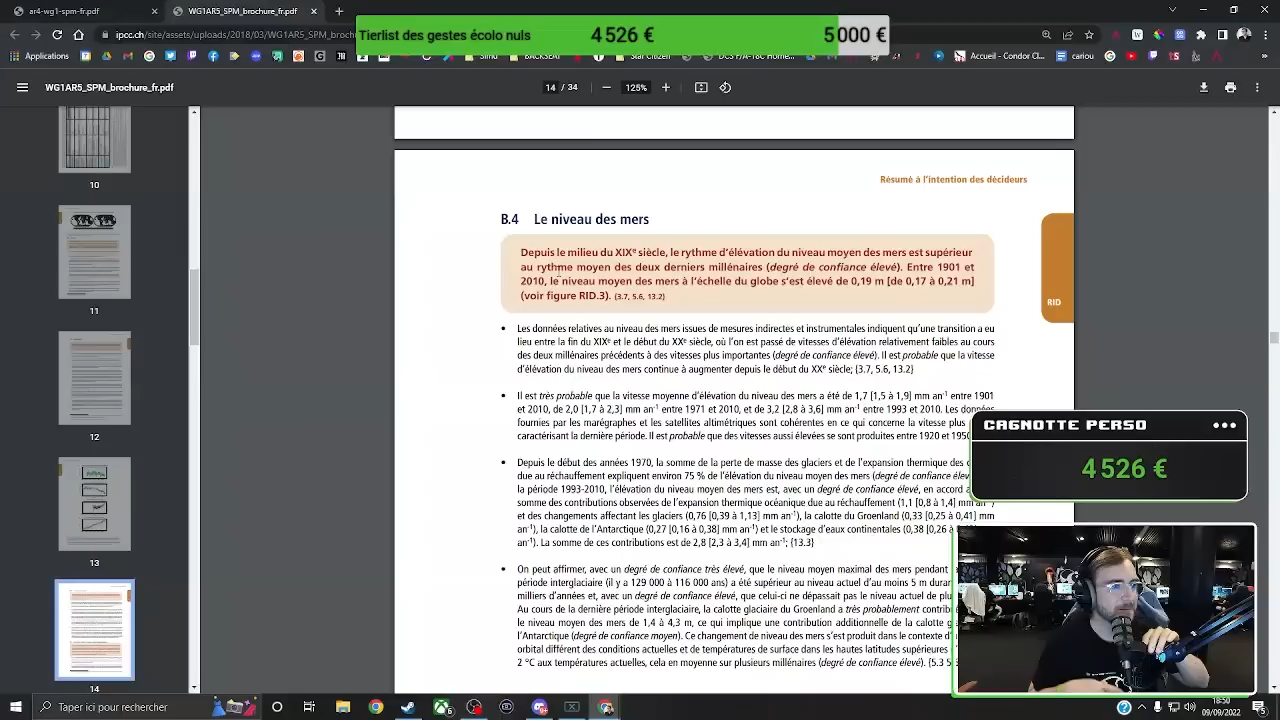 ar4-wg1-spm-fr.pdf
WG1AR5_SPM_brochure_fr.pdf
Tierlist des gestes écolo nuls 4 526 € 5 000 €
Accueil - Condor Cl...
cariou
WG1AR5_SPM_brochure_fr.pdf
14 / 34
125%
10
11
12
13
Résumé à l'intention des décideurs
B.4 Le niveau des mers
Depuis le milieu du XIXe siècle, le rythme d'élévation du niveau moyen des mers est supérieur
au rythme moyen des deux derniers millénaires (degré de confiance élevé). Entre 1901 et
2010, le niveau moyen des mers à l'échelle du globe s'est élevé de 0,19 m [de 0,17 à 0,21 m]
(voir figure RID.3). {3.7, 5.6, 13.2}
RID
• Les données relatives au niveau des mers issues de mesures indirectes et instrumentales indiquent qu'une transition a eu
lieu entre la fin du XIXe et le début du XXe siècle, où l'on est passé de vitesses d'élévation relativement faibles au cours
des deux millénaires précédents à des vitesses plus importantes (degré de confiance élevé). Il est probable que la vitesse
d'élévation du niveau des mers continue à augmenter depuis le début du XXe siècle; {3.7, 5.6, 13.2}
• Il est très probable que la vitesse moyenne d'élévation du niveau des mers a été de 1,7 [1,5 à 1,9] mm an-1 entre 1901
et 2010, de 2,0 [1,7 à 2,3] mm an-1 entre 1971 et 2010, et de 3,2 [2,8 à 3,6] mm an-1 entre 1993 et 2010. Les données
fournies par les marégraphes et les satellites altimétriques sont cohérentes en ce qui concerne la vitesse plus
caractérisant la dernière période. Il est probable que des vitesses aussi élevées se sont produites entre 1920 et 1950
• Depuis le début des années 1970, la somme de la perte de masse des glaciers et de l'expansion thermique des
due au réchauffement expliquent environ 75 % de l'élévation du niveau moyen des mers (degré de confiance élev
la période 1993-2010, l'élévation du niveau moyen des mers est, avec un degré de confiance élevé, en accord a
somme des contributions observées de l'expansion thermique océanique due au réchauffement (1,1 [0,8 à 1,4] mm an-1)
et des changements affectant les glaciers (0,76 [0,39 à 1,13] mm an-1), la calotte du Groenland (0,33 [0,25 à 0,41] mm
an-1), la calotte de l'Antarctique (0,27 [0,16 à 0,38] mm an-1) et le stockage d'eaux continentales (0,38 [0,26 à
an-1). La somme de ces contributions est de 2,8 [2,3 à 3,4] mm an-1; {13.3}
• On peut affirmer, avec un degré de confiance très élevé, que le niveau moyen maximal des mers pendant
période interglaciaire (il y a 129 000 à 116 000 ans) a été supérieur au niveau actuel d'au moins 5 m duran
milliers d'années et, avec un degré de confiance élevé, que celui-ci ne dépassait pas le niveau actuel de
Au cours de la dernière période interglaciaire, la calotte glaciaire du Groenland a très probablement contri
le niveau moyen des mers de 1,4 à 4,3 m, ce qui implique une contribution additionnelle de la calotte
l'Antarctique (degré de confiance moyen). Ce changement de niveau des mers s'est produit dans le contexte d'
orbital différent des conditions actuelles et de températures de surface dans les hautes latitudes supérieures
2 °C aux températures actuelles, cela en moyenne sur plusieurs millénaires (degré de confiance élevé). {5.3
CAGNOTTE PERSO
4 526 €
Taper ici pour rechercher
18:50
09/09/2022